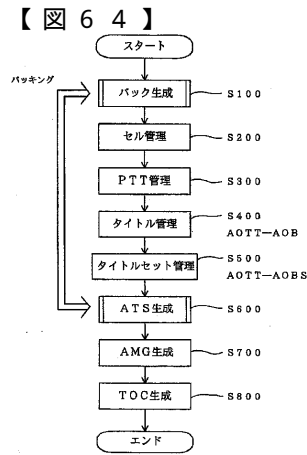 【図６４】
スタート
パッキング
パック生成
S100
セル管理
S200
PTT管理
S300
タイトル管理
S400
AOTT—AOB
タイトルセット管理
S500
AOTT—AOBS
ATS生成
S600
AMG生成
S700
TOC生成
S800
エンド